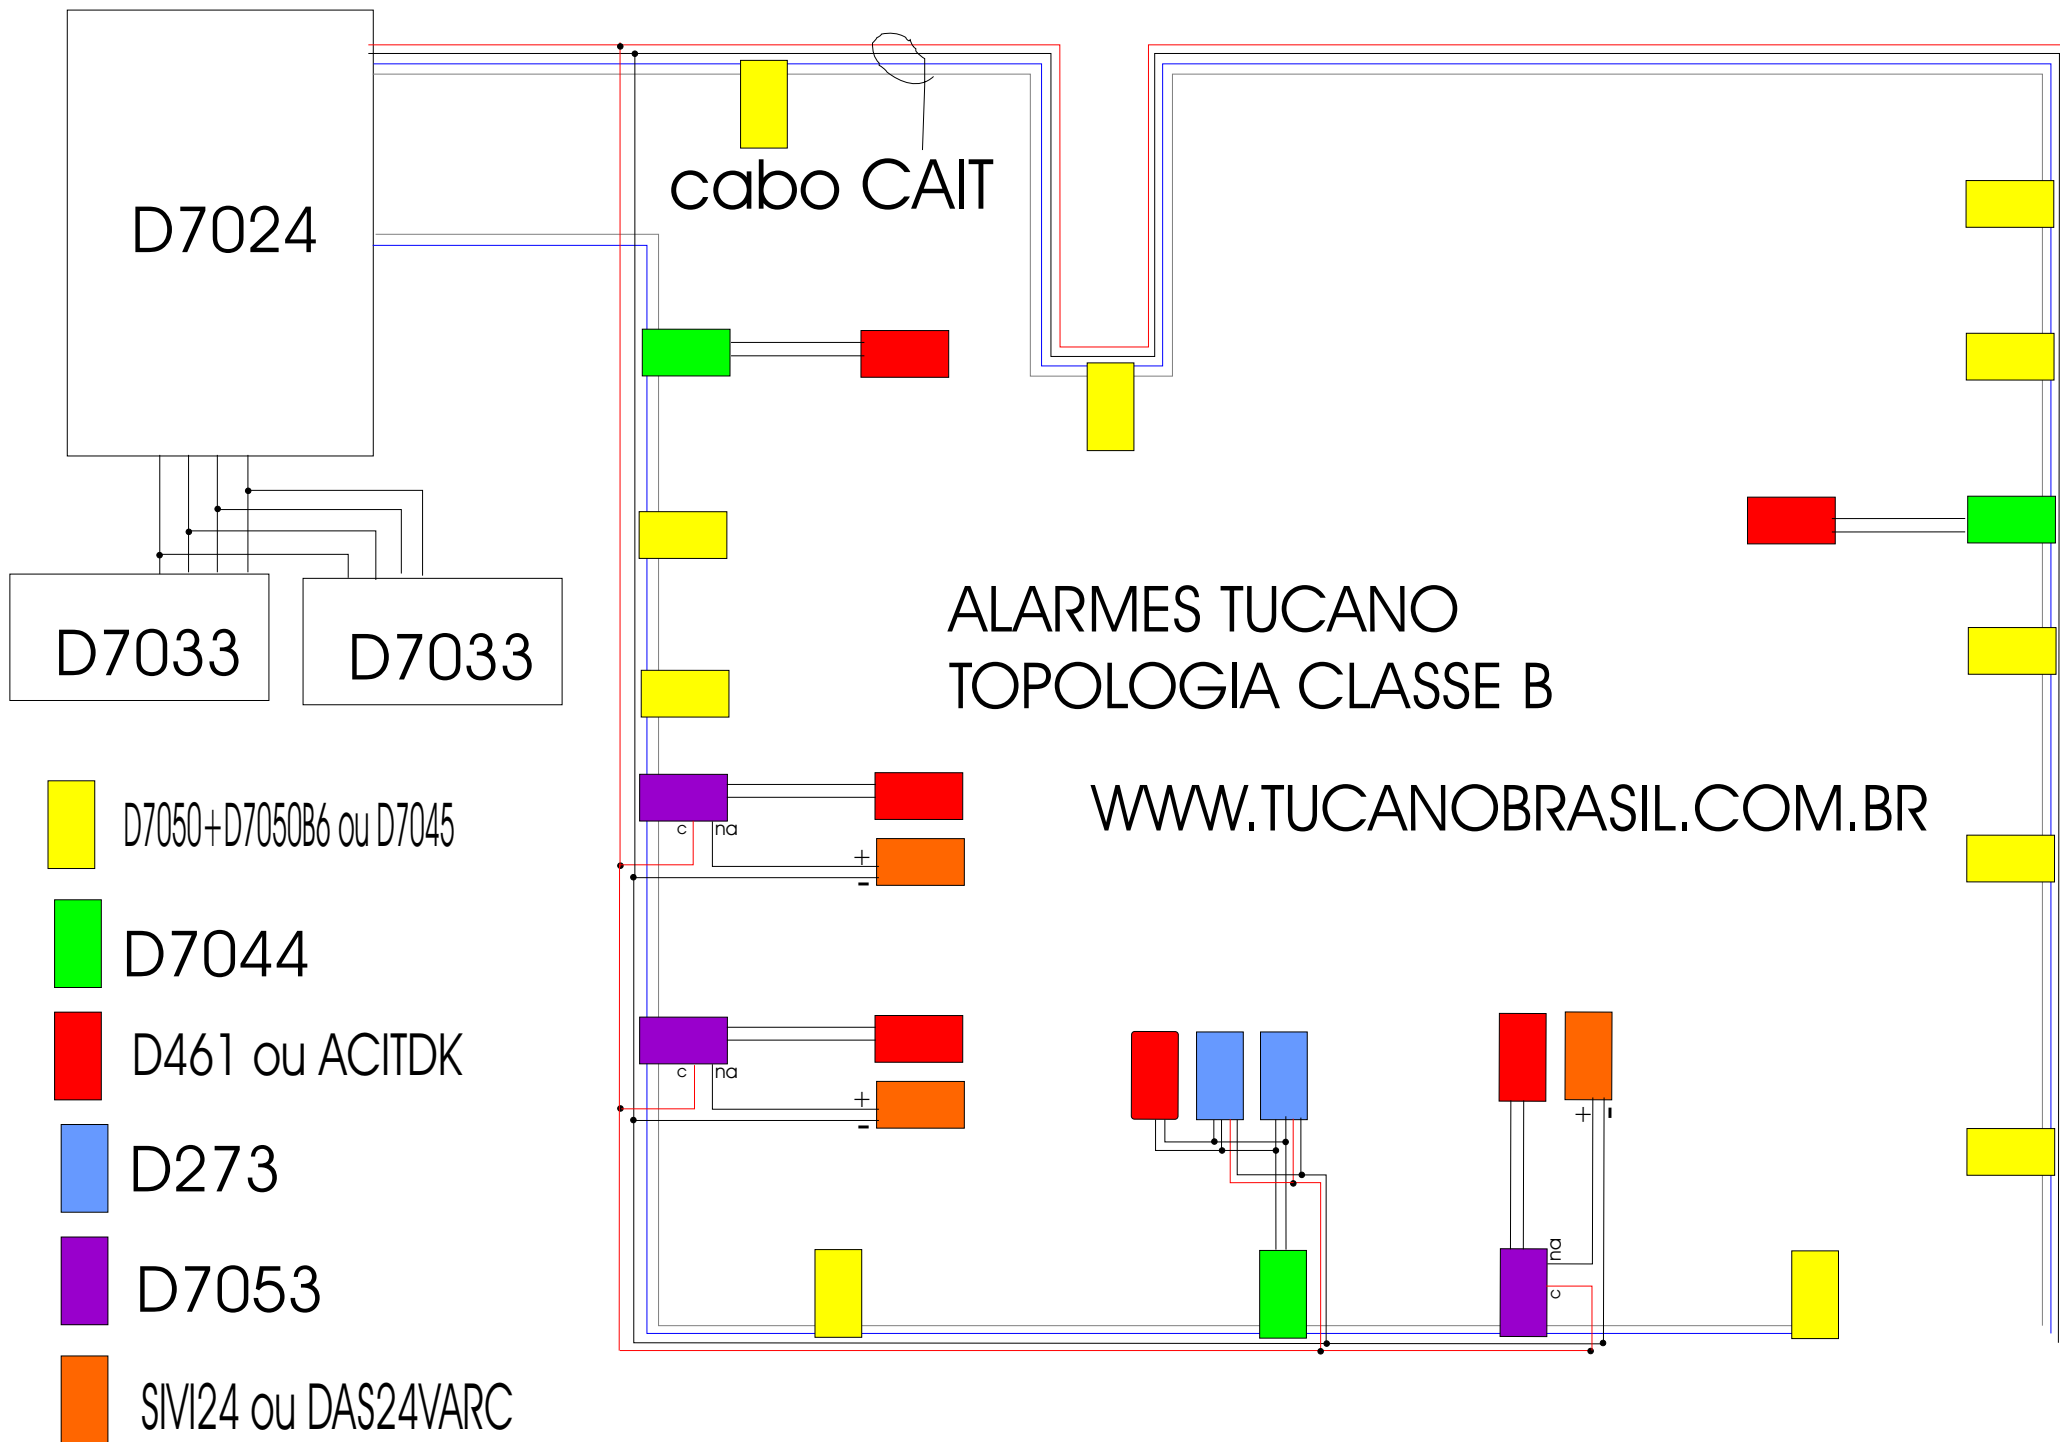 cabo CAIT
D7024
D7033
D7033
ALARMES TUCANO
TOPOLOGIA CLASSE B
WWW.TUCANOBRASIL.COM.BR
D7050+D7050B6 ou D7045
D7044
D461 ou ACITDK
D273
D7053
SIVI24 ou DAS24VARC
c na
+
-
c na
+
-
+ -
na
c